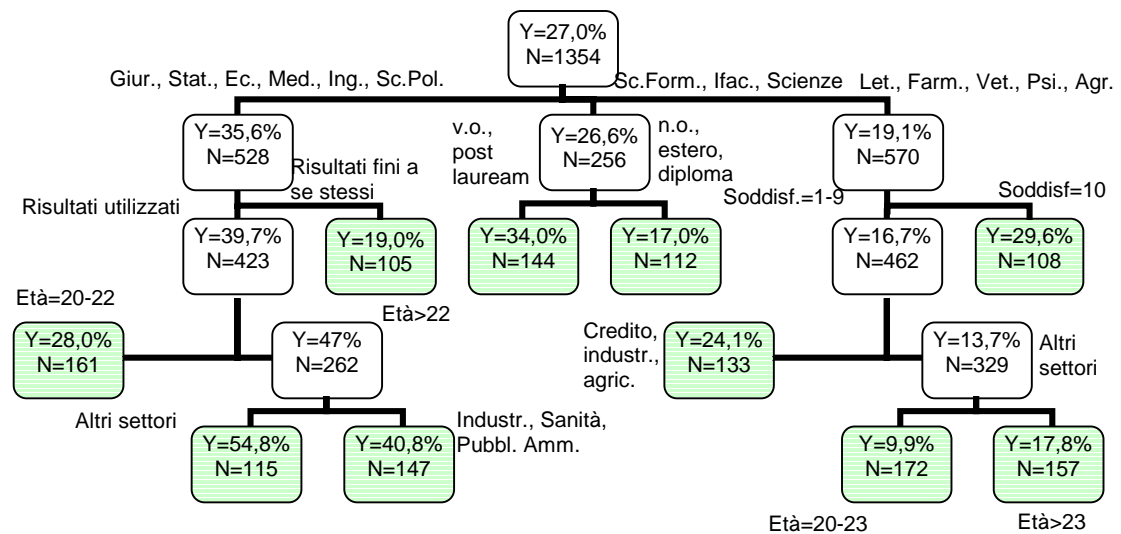 Y=27,0%
N=1354
Giur., Stat., Ec., Med., Ing., Sc.Pol.
Sc.Form., Ifac., Scienze
Let., Farm., Vet., Psi., Agr.
Y=35,6%
N=528
v.o.,
post
lauream
Y=26,6%
N=256
n.o.,
estero,
diploma
Y=19,1%
N=570
Risultati utilizzati
Risultati fini a
se stessi
Soddisf.=1-9
Soddisf=10
Y=39,7%
N=423
Y=19,0%
N=105
Y=34,0%
N=144
Y=17,0%
N=112
Y=16,7%
N=462
Y=29,6%
N=108
Età=20-22
Età>22
Y=28,0%
N=161
Y=47%
N=262
Credito,
industr.,
agric.
Y=24,1%
N=133
Y=13,7%
N=329
Altri
settori
Altri settori
Y=54,8%
N=115
Y=40,8%
N=147
Industr., Sanità,
Pubbl. Amm.
Y=9,9%
N=172
Y=17,8%
N=157
Età=20-23
Età>23